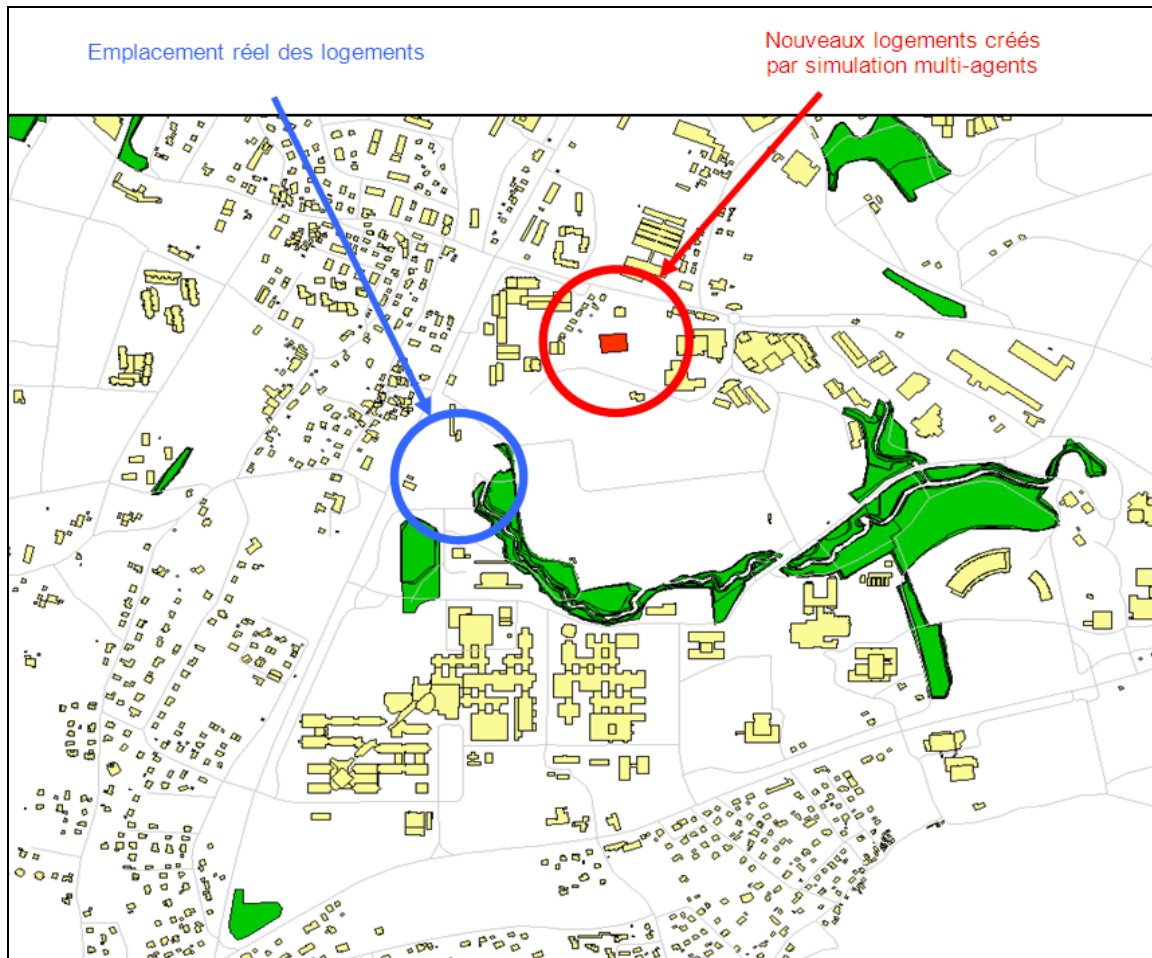 Emplacement réel des logements
Nouveaux logements créés
par simulation multi-agents